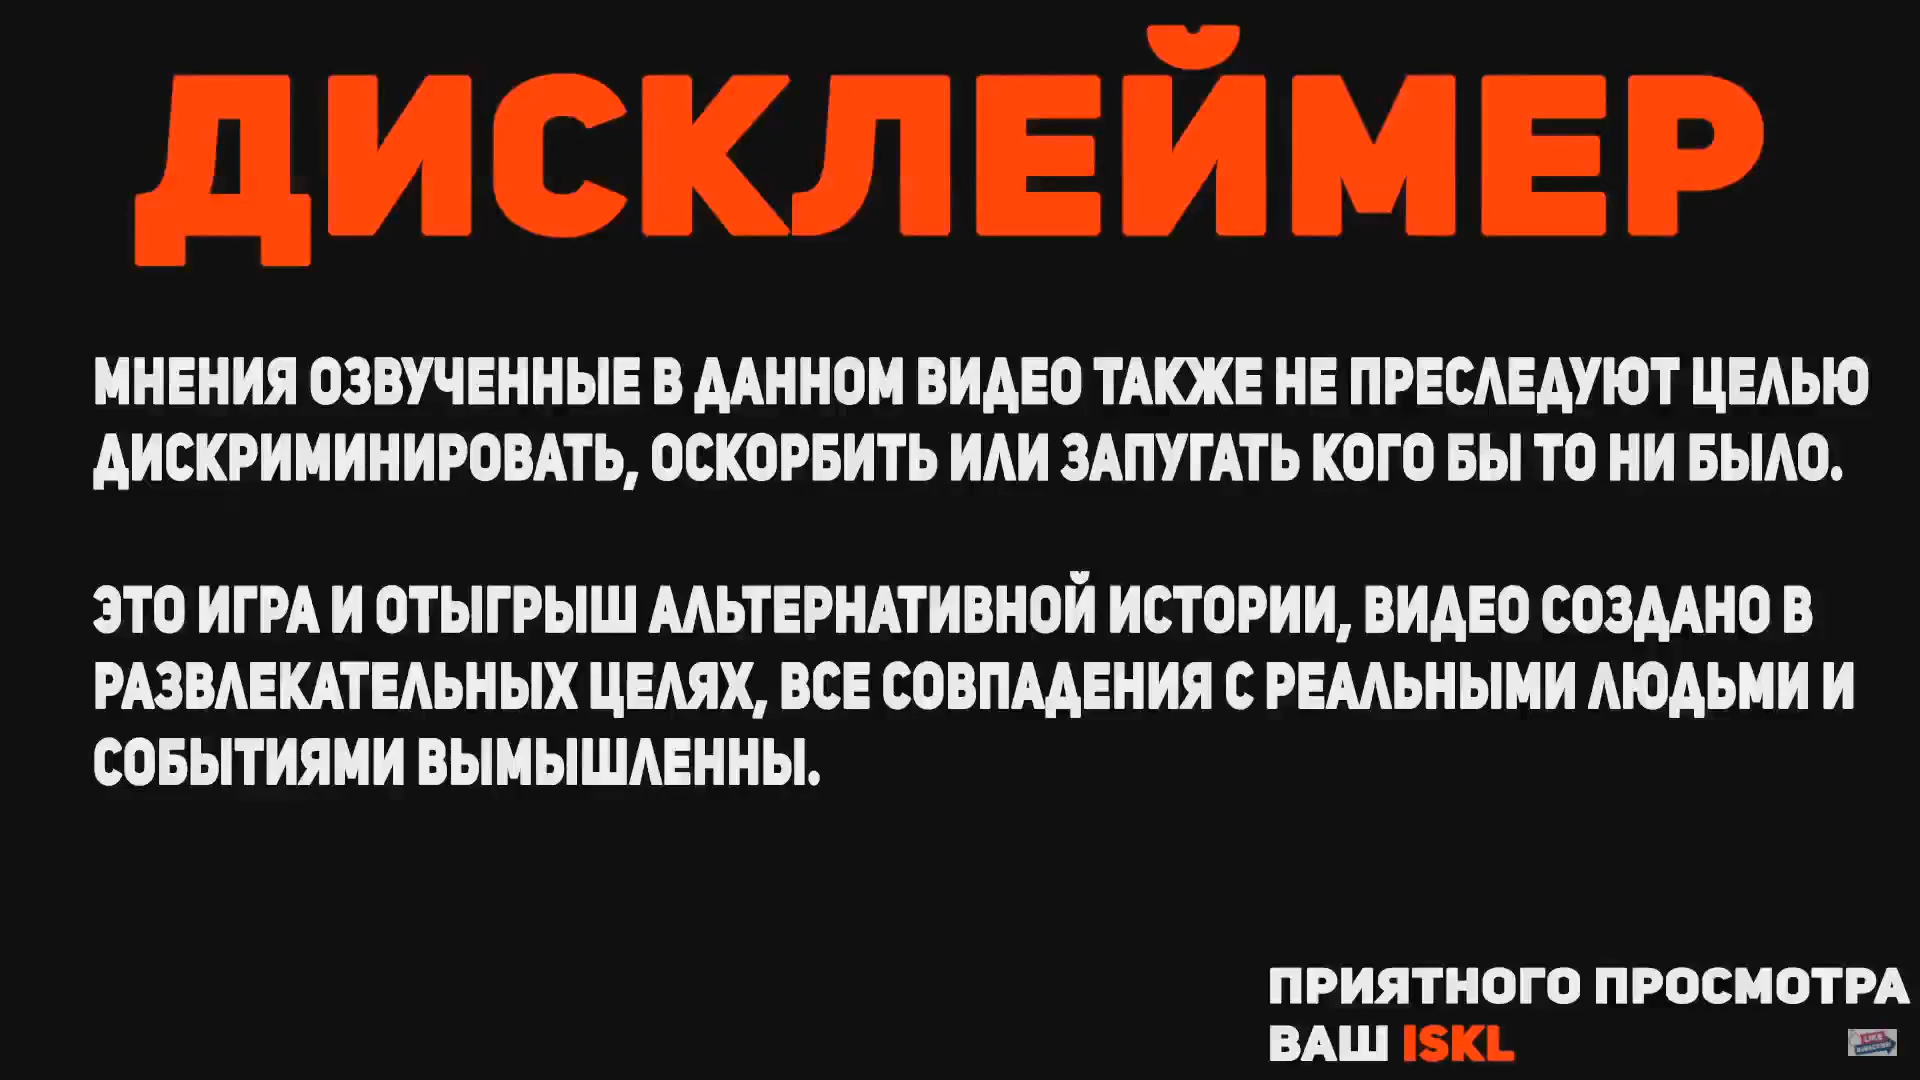 ДИСКЛЕЙМЕР
МНЕНИЯ ОЗВУЧЕННЫЕ В ДАННОМ ВИДЕО ТАКЖЕ НЕ ПРЕСЛЕДУЮТ ЦЕЛЬЮ
ДИСКРИМИНИРОВАТЬ, ОСКОРБИТЬ ИЛИ ЗАПУГАТЬ КОГО БЫ ТО НИ БЫЛО.
ЭТО ИГРА И ОТЫГРЫШ АЛЬТЕРНАТИВНОЙ ИСТОРИИ, ВИДЕО СОЗДАНО В
РАЗВЛЕКАТЕЛЬНЫХ ЦЕЛЯХ, ВСЕ СОВПАДЕНИЯ С РЕАЛЬНЫМИ ЛЮДЬМИ И
СОБЫТИЯМИ ВЫМЫШЛЕННЫ.
ПРИЯТНОГО ПРОСМОТРА
ВАШ ISKL
LIKE